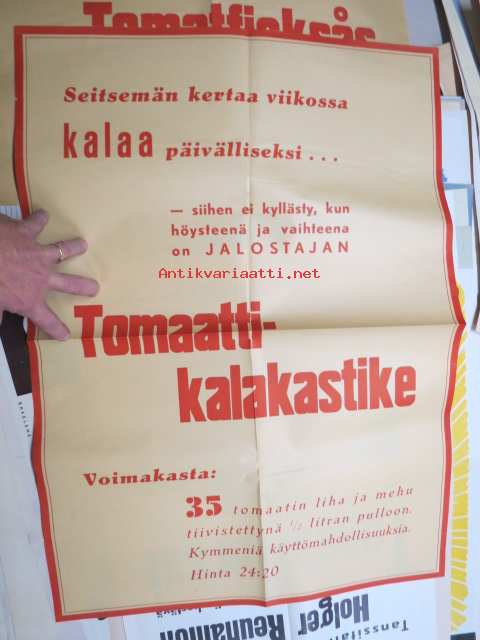 Tomatfisksås
Seitsemän kertaa viikossa
kalaa päivälliseksi...
— siihen ei kyllästy, kun
höysteenä ja vaihteena
on JALOSTAJAN
Antikvariaatti.net
Tomaatti-
kalakastike
Voimakasta:
35 tomaatin liha ja mehu
tiivistettynä ½ litran pulloon.
Kymmeniä käyttömahdollisuuksia.
Hinta 24:20
Holger